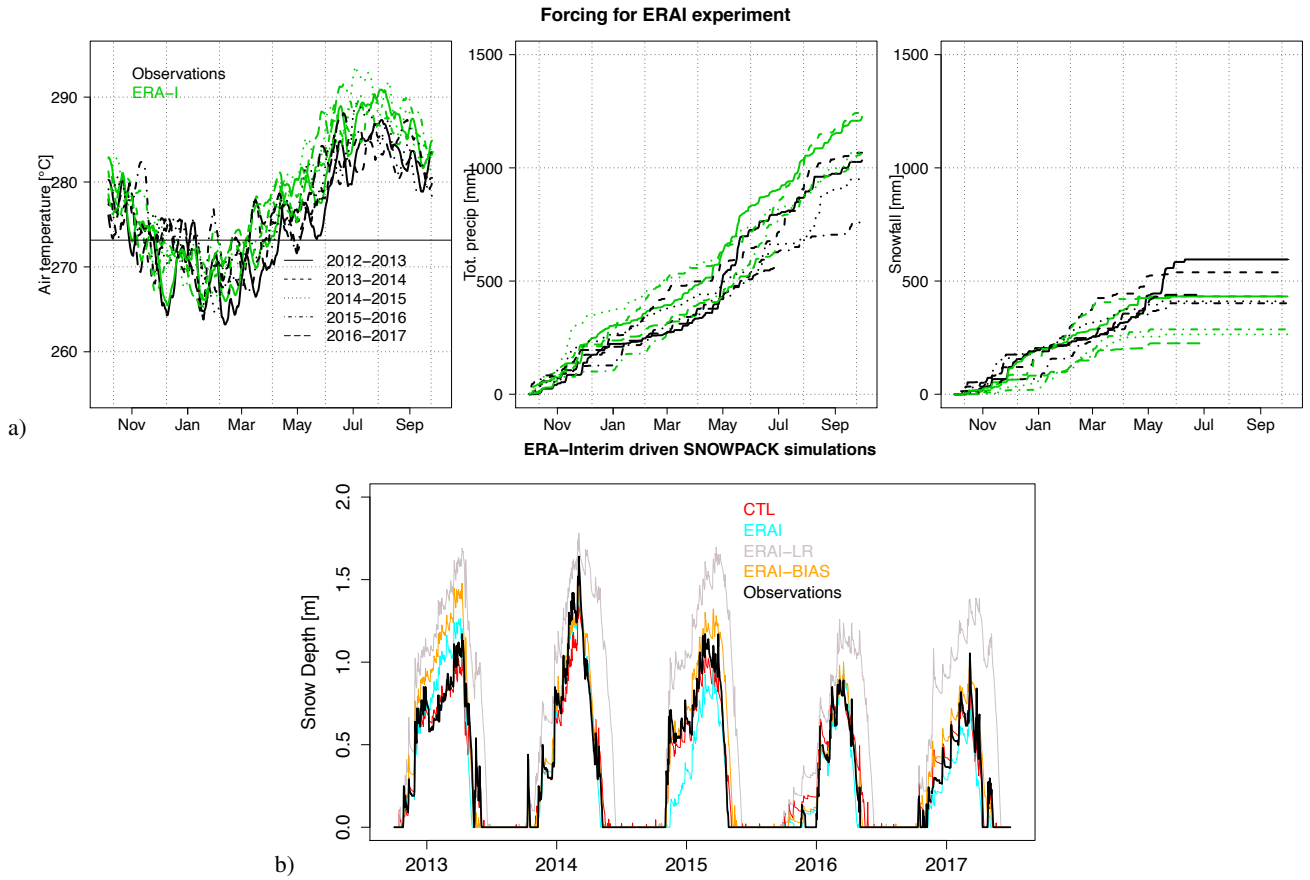 Forcing for ERAI experiment
Air temperature [°C]
290
280
270
260
Observations
ERA-I
2012-2013
2013-2014
2014-2015
2015-2016
2016-2017
Nov Jan Mar May Jul Sep
Tot. precip [mm]
1500
1000
500
0
Nov Jan Mar May Jul Sep
Snowfall [mm]
1500
1000
500
0
Nov Jan Mar May Jul Sep
a)
ERA-Interim driven SNOWPACK simulations
Snow Depth [m]
2.0
1.5
1.0
0.5
0.0
CTL
ERAI
ERAI-LR
ERAI-BIAS
Observations
2013 2014 2015 2016 2017
b)